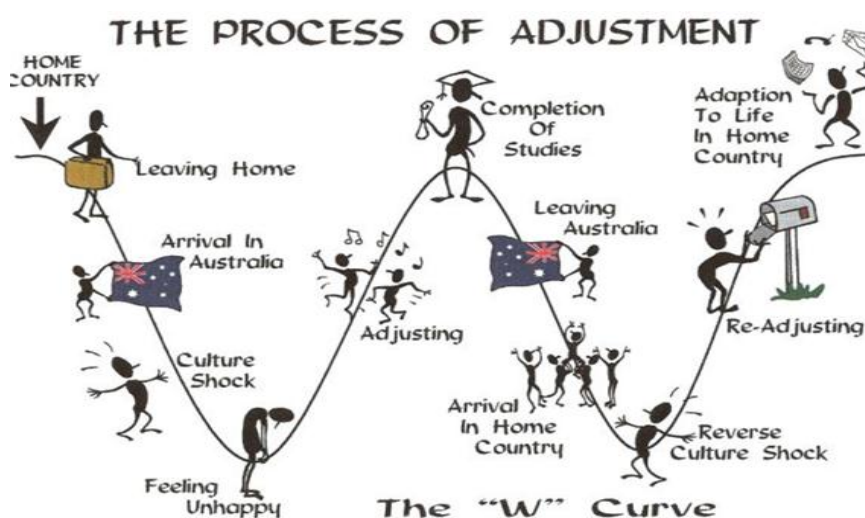 THE PROCESS OF ADJUSTMENT
HOME
COUNTRY
Leaving Home
Arrival In
Australia
Culture
Shock
Feeling
Unhappy
Adjusting
Completion
Of
Studies
Leaving
Australia
Arrival
In Home
Country
Reverse
Culture Shock
Re-Adjusting
Adaption
To Life
In Home
Country
The "W" Curve